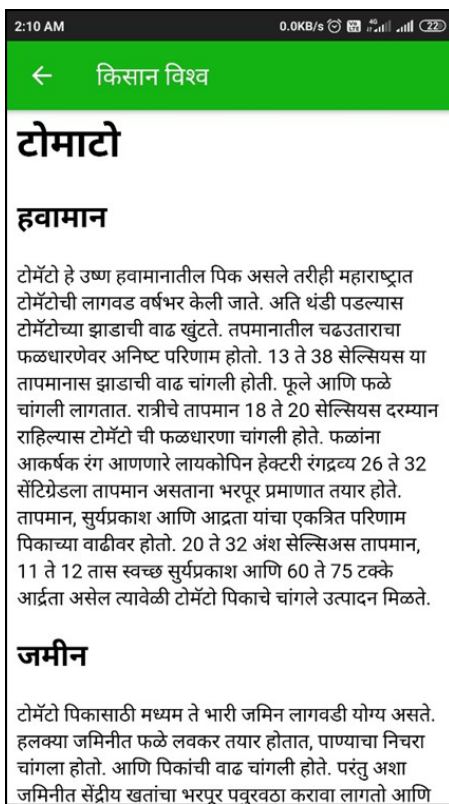 2:10 AM 0.0KB/s 4G 22
किसान विश्व
टोमाटो
हवामान
टोमॅटो हे उष्ण हवामानातील पिक असले तरीही महाराष्ट्रात
टोमॅटोची लागवड वर्षभर केली जाते. अति थंडी पडल्यास
टोमॅटोच्या झाडाची वाढ खुंटते. तपमानातील चढउताराचा
फळधारणेवर अनिष्ट परिणाम होतो. 13 ते 38 सेल्सियस या
तापमानास झाडाची वाढ चांगली होती. फूले आणि फळे
चांगली लागतात. रात्रीचे तापमान 18 ते 20 सेल्सियस दरम्यान
राहिल्यास टोमॅटो ची फळधारणा चांगली होते. फळांना
आकर्षक रंग आणणारे लायकोपिन हेक्टरी रंगद्रव्य 26 ते 32
सेंटिग्रेडला तापमान असताना भरपूर प्रमाणात तयार होते.
तापमान, सुर्यप्रकाश आणि आद्रता यांचा एकत्रित परिणाम
पिकाच्या वाढीवर होतो. 20 ते 32 अंश सेल्सिअस तापमान,
11 ते 12 तास स्वच्छ सुर्यप्रकाश आणि 60 ते 75 टक्के
आर्द्रता असेल त्यावेळी टोमॅटो पिकाचे चांगले उत्पादन मिळते.
जमीन
टोमॅटो पिकासाठी मध्यम ते भारी जमिन लागवडी योग्य असते.
हलक्या जमिनीत फळे लवकर तयार होतात, पाण्याचा निचरा
चांगला होतो. आणि पिकांची वाढ चांगली होते. परंतु अशा
जमिनीत सेंद्रीय खतांचा भरपूर पवुरवठा करावा लागतो आणि